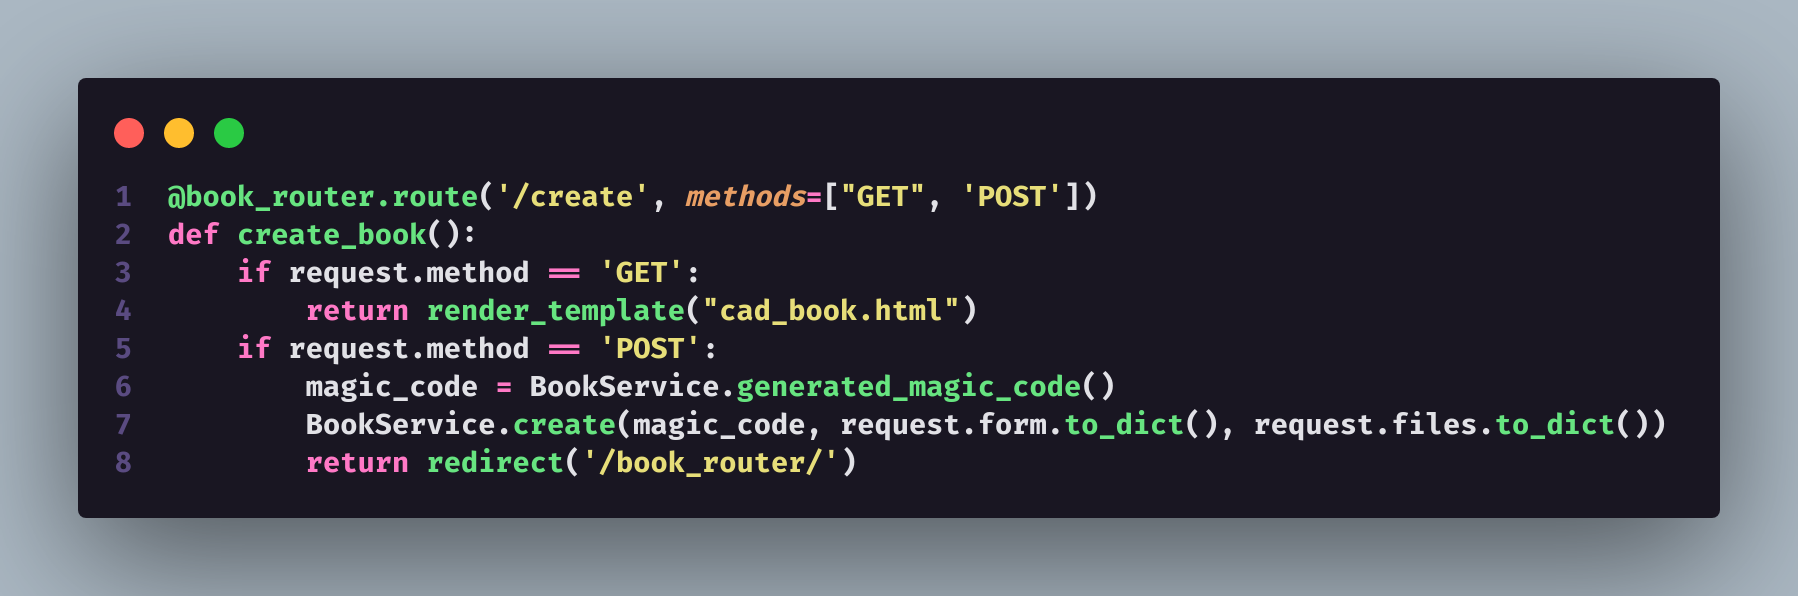 1 @book_router.route('/create', methods=["GET", 'POST'])
2 def create_book():
3     if request.method == 'GET':
4         return render_template("cad_book.html")
5     if request.method == 'POST':
6         magic_code = BookService.generated_magic_code()
7         BookService.create(magic_code, request.form.to_dict(), request.files.to_dict())
8         return redirect('/book_router/')